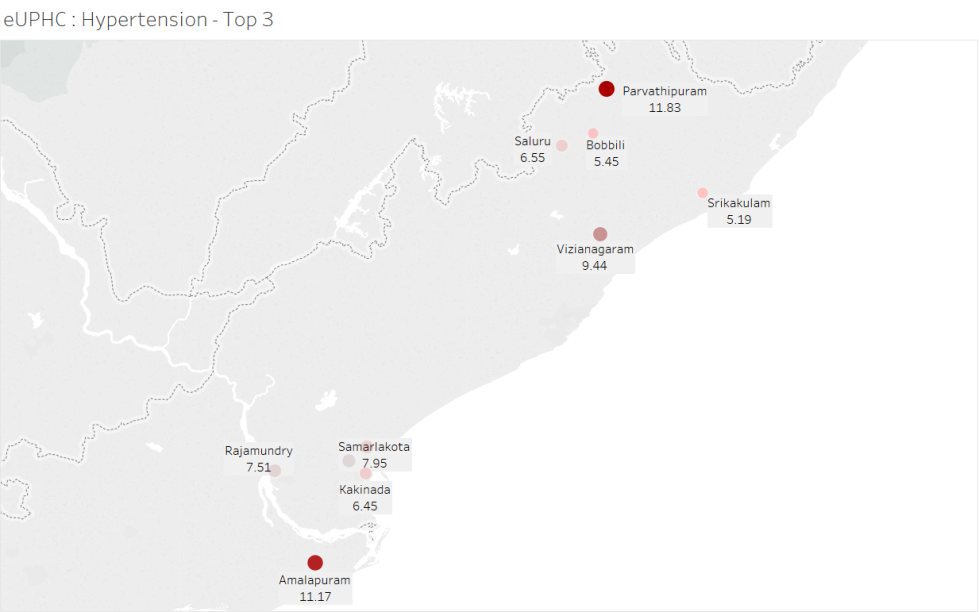 eUPHC : Hypertension - Top 3
Parvathipuram
11.83
Saluru
6.55
Bobbili
5.45
Srikakulam
5.19
Vizianagaram
9.44
Rajamundry
7.51
Samarlakota
7.95
Kakinada
6.45
Amalapuram
11.17